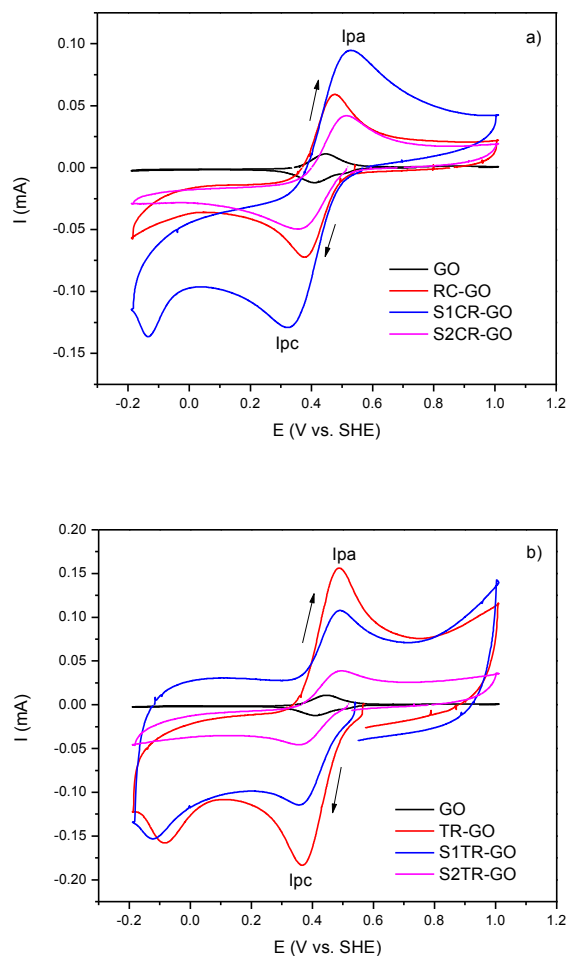 Ipa
a)
0.10
0.05
0.00
-0.05
-0.10
-0.15
I (mA)
GO
RC-GO
S1CR-GO
S2CR-GO
Ipc
-0.2 0.0 0.2 0.4 0.6 0.8 1.0 1.2
E (V vs. SHE)
0.20
b)
Ipa
0.15
0.10
0.05
0.00
-0.05
-0.10
-0.15
-0.20
I (mA)
GO
TR-GO
S1TR-GO
S2TR-GO
Ipc
-0.2 0.0 0.2 0.4 0.6 0.8 1.0 1.2
E (V vs. SHE)